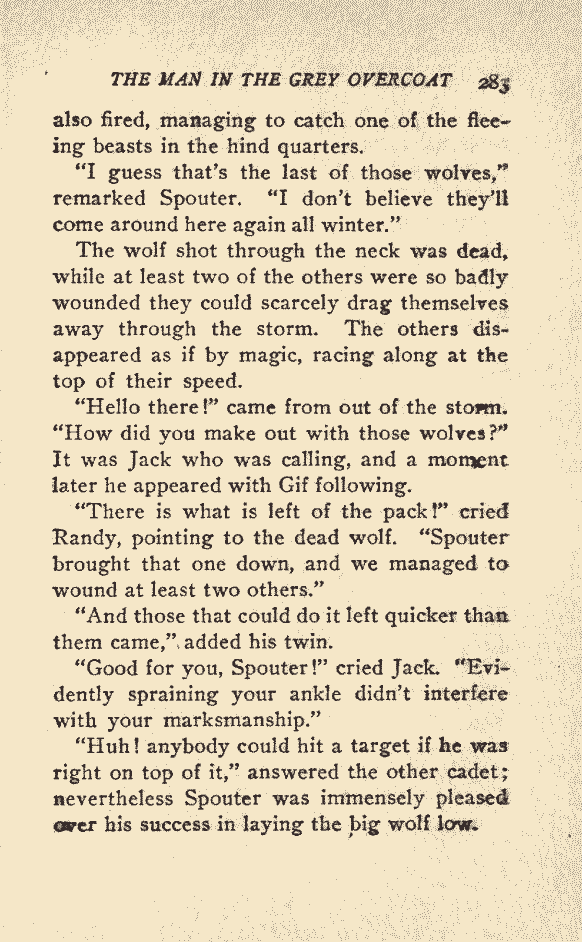 THE MAN IN THE GREY OVERCOAT 283
also fired, managing to catch one of the flee-
ing beasts in the hind quarters.
“I guess that’s the last of those wolves,”
remarked Spouter. “I don’t believe they’ll
come around here again all winter.”
The wolf shot through the neck was dead,
while at least two of the others were so badly
wounded they could scarcely drag themselves
away through the storm. The others dis-
appeared as if by magic, racing along at the
top of their speed.
“Hello there!” came from out of the storm.
“How did you make out with those wolves?”
It was Jack who was calling, and a moment
later he appeared with Gif following.
“There is what is left of the pack!” cried
Randy, pointing to the dead wolf. “Spouter
brought that one down, and we managed to
wound at least two others.”
“And those that could do it left quicker than
them came,” added his twin.
“Good for you, Spouter!” cried Jack. “Evi-
dently spraining your ankle didn’t interfere
with your marksmanship.”
“Huh! anybody could hit a target if he was
right on top of it,” answered the other cadet;
nevertheless Spouter was immensely pleased
over his success in laying the big wolf low.